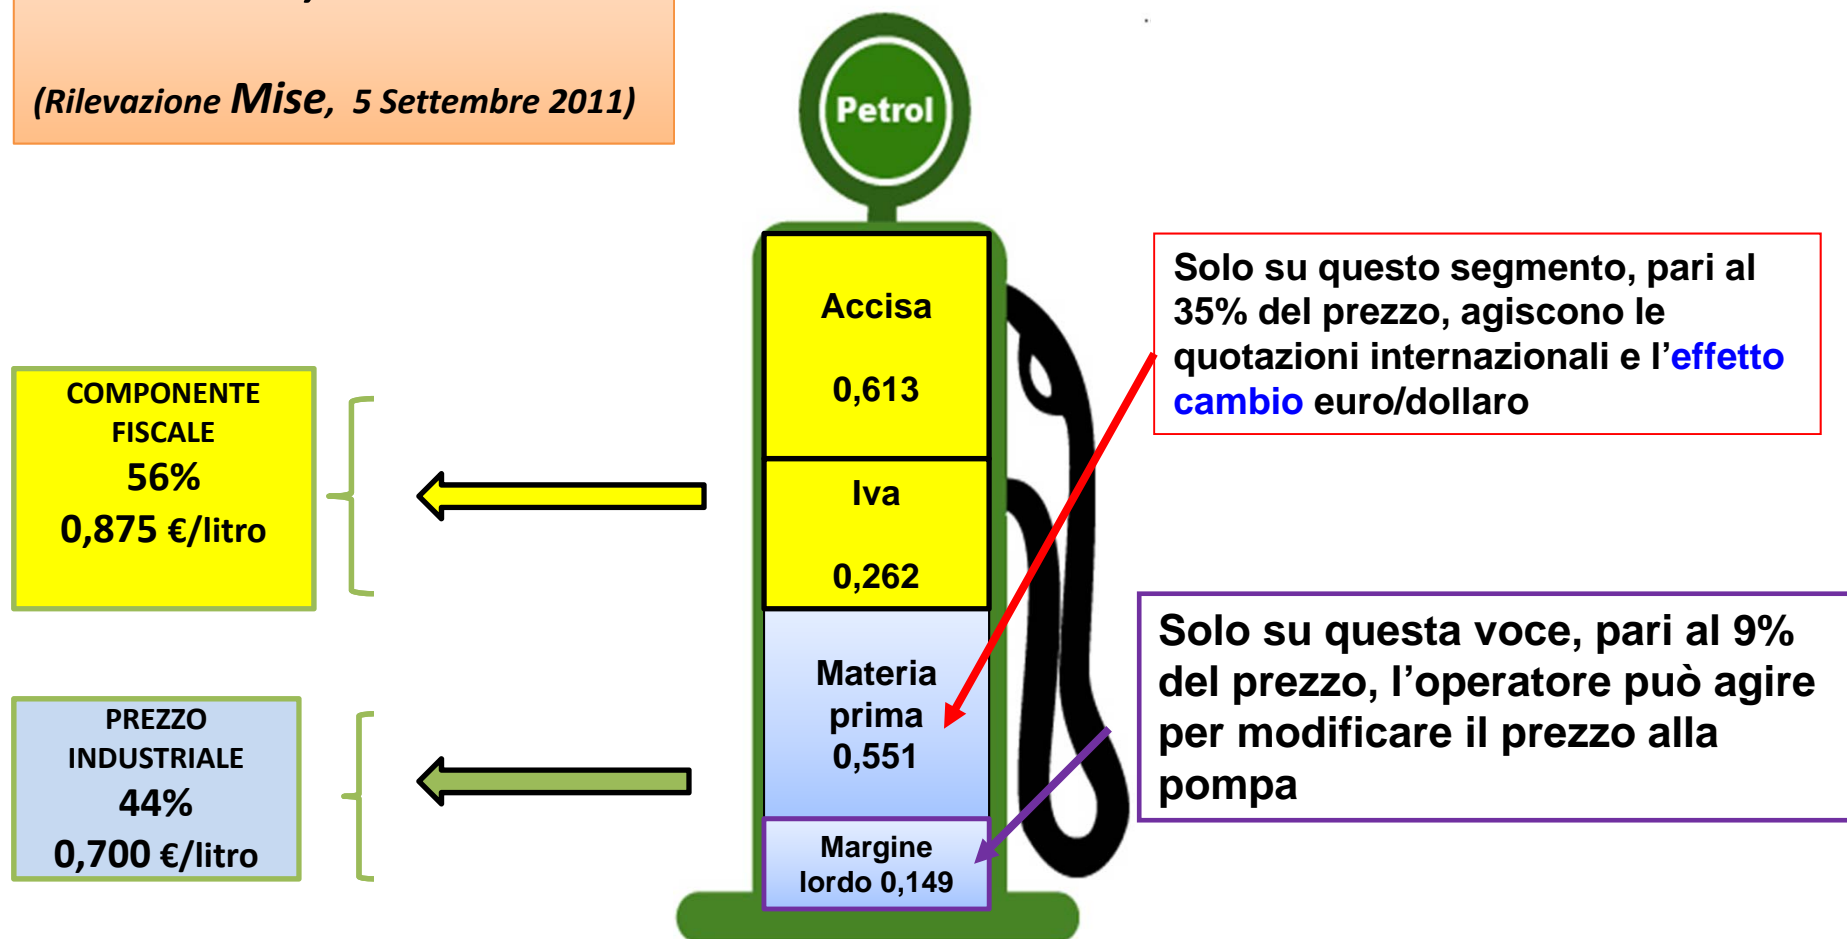 (Rilevazione Mise, 5 Settembre 2011)
Petrol
Accisa
0,613
Iva
0,262
Materia
prima
0,551
Margine
lordo 0,149
COMPONENTE
FISCALE
56%
0,875 €/litro
PREZZO
INDUSTRIALE
44%
0,700 €/litro
Solo su questo segmento, pari al
35% del prezzo, agiscono le
quotazioni internazionali e l’effetto
cambio euro/dollaro
Solo su questa voce, pari al 9%
del prezzo, l’operatore può agire
per modificare il prezzo alla
pompa